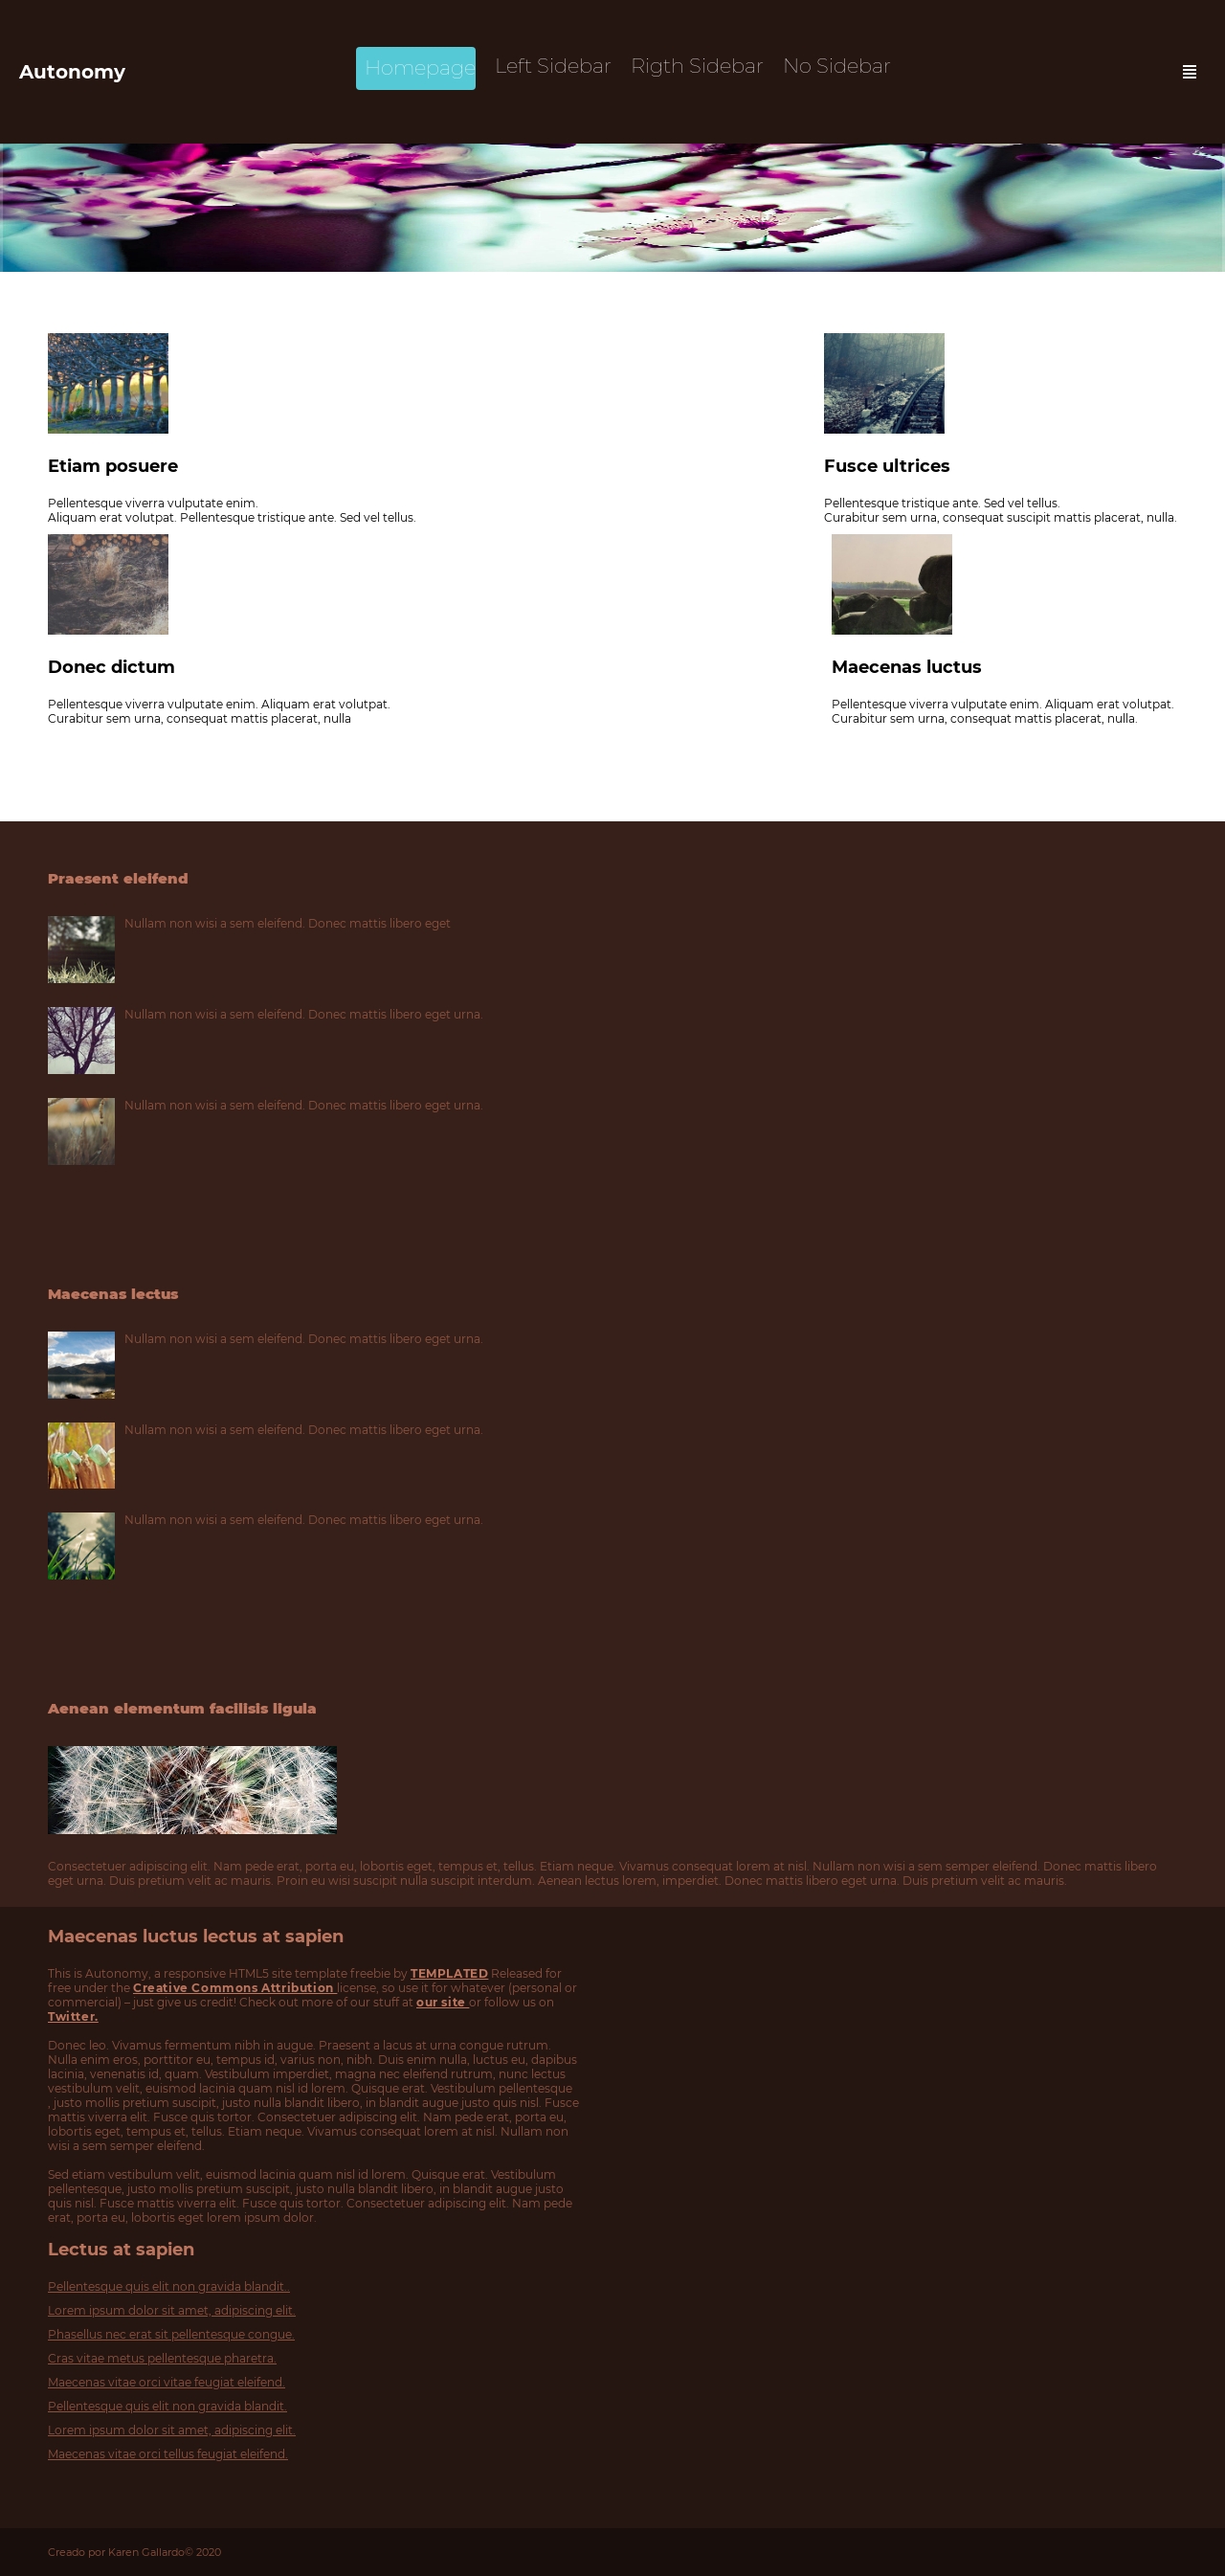 Autonomy
Homepage
Left Sidebar
Rigth Sidebar
No Sidebar
Etiam posuere
Pellentesque viverra vulputate enim.
Aliquam erat volutpat. Pellentesque tristique ante. Sed vel tellus.
Fusce ultrices
Pellentesque tristique ante. Sed vel tellus.
Curabitur sem urna, consequat suscipit mattis placerat, nulla.
Donec dictum
Pellentesque viverra vulputate enim. Aliquam erat volutpat.
Curabitur sem urna, consequat mattis placerat, nulla
Maecenas luctus
Pellentesque viverra vulputate enim. Aliquam erat volutpat.
Curabitur sem urna, consequat mattis placerat, nulla.
Praesent eleifend
Nullam non wisi a sem eleifend. Donec mattis libero eget
Nullam non wisi a sem eleifend. Donec mattis libero eget urna.
Nullam non wisi a sem eleifend. Donec mattis libero eget urna.
Maecenas lectus
Nullam non wisi a sem eleifend. Donec mattis libero eget urna.
Nullam non wisi a sem eleifend. Donec mattis libero eget urna.
Nullam non wisi a sem eleifend. Donec mattis libero eget urna.
Aenean elementum facilisis ligula
Consectetuer adipiscing elit. Nam pede erat, porta eu, lobortis eget, tempus et, tellus. Etiam neque. Vivamus consequat lorem at nisl. Nullam non wisi a sem semper eleifend. Donec mattis libero
eget urna. Duis pretium velit ac mauris. Proin eu wisi suscipit nulla suscipit interdum. Aenean lectus lorem, imperdiet. Donec mattis libero eget urna. Duis pretium velit ac mauris.
Maecenas luctus lectus at sapien
This is Autonomy, a responsive HTML5 site template freebie by TEMPLATED Released for
free under the Creative Commons Attribution license, so use it for whatever (personal or
commercial) – just give us credit! Check out more of our stuff at our site or follow us on
Twitter.
Donec leo. Vivamus fermentum nibh in augue. Praesent a lacus at urna congue rutrum.
Nulla enim eros, porttitor eu, tempus id, varius non, nibh. Duis enim nulla, luctus eu, dapibus
lacinia, venenatis id, quam. Vestibulum imperdiet, magna nec eleifend rutrum, nunc lectus
vestibulum velit, euismod lacinia quam nisl id lorem. Quisque erat. Vestibulum pellentesque
, justo mollis pretium suscipit, justo nulla blandit libero, in blandit augue justo quis nisl. Fusce
mattis viverra elit. Fusce quis tortor. Consectetuer adipiscing elit. Nam pede erat, porta eu,
lobortis eget, tempus et, tellus. Etiam neque. Vivamus consequat lorem at nisl. Nullam non
wisi a sem semper eleifend.
Sed etiam vestibulum velit, euismod lacinia quam nisl id lorem. Quisque erat. Vestibulum
pellentesque, justo mollis pretium suscipit, justo nulla blandit libero, in blandit augue justo
quis nisl. Fusce mattis viverra elit. Fusce quis tortor. Consectetuer adipiscing elit. Nam pede
erat, porta eu, lobortis eget lorem ipsum dolor.
Lectus at sapien
Pellentesque quis elit non gravida blandit..
Lorem ipsum dolor sit amet, adipiscing elit.
Phasellus nec erat sit pellentesque congue.
Cras vitae metus pellentesque pharetra.
Maecenas vitae orci vitae feugiat eleifend.
Pellentesque quis elit non gravida blandit.
Lorem ipsum dolor sit amet, adipiscing elit.
Maecenas vitae orci tellus feugiat eleifend.
Creado por Karen Gallardo© 2020